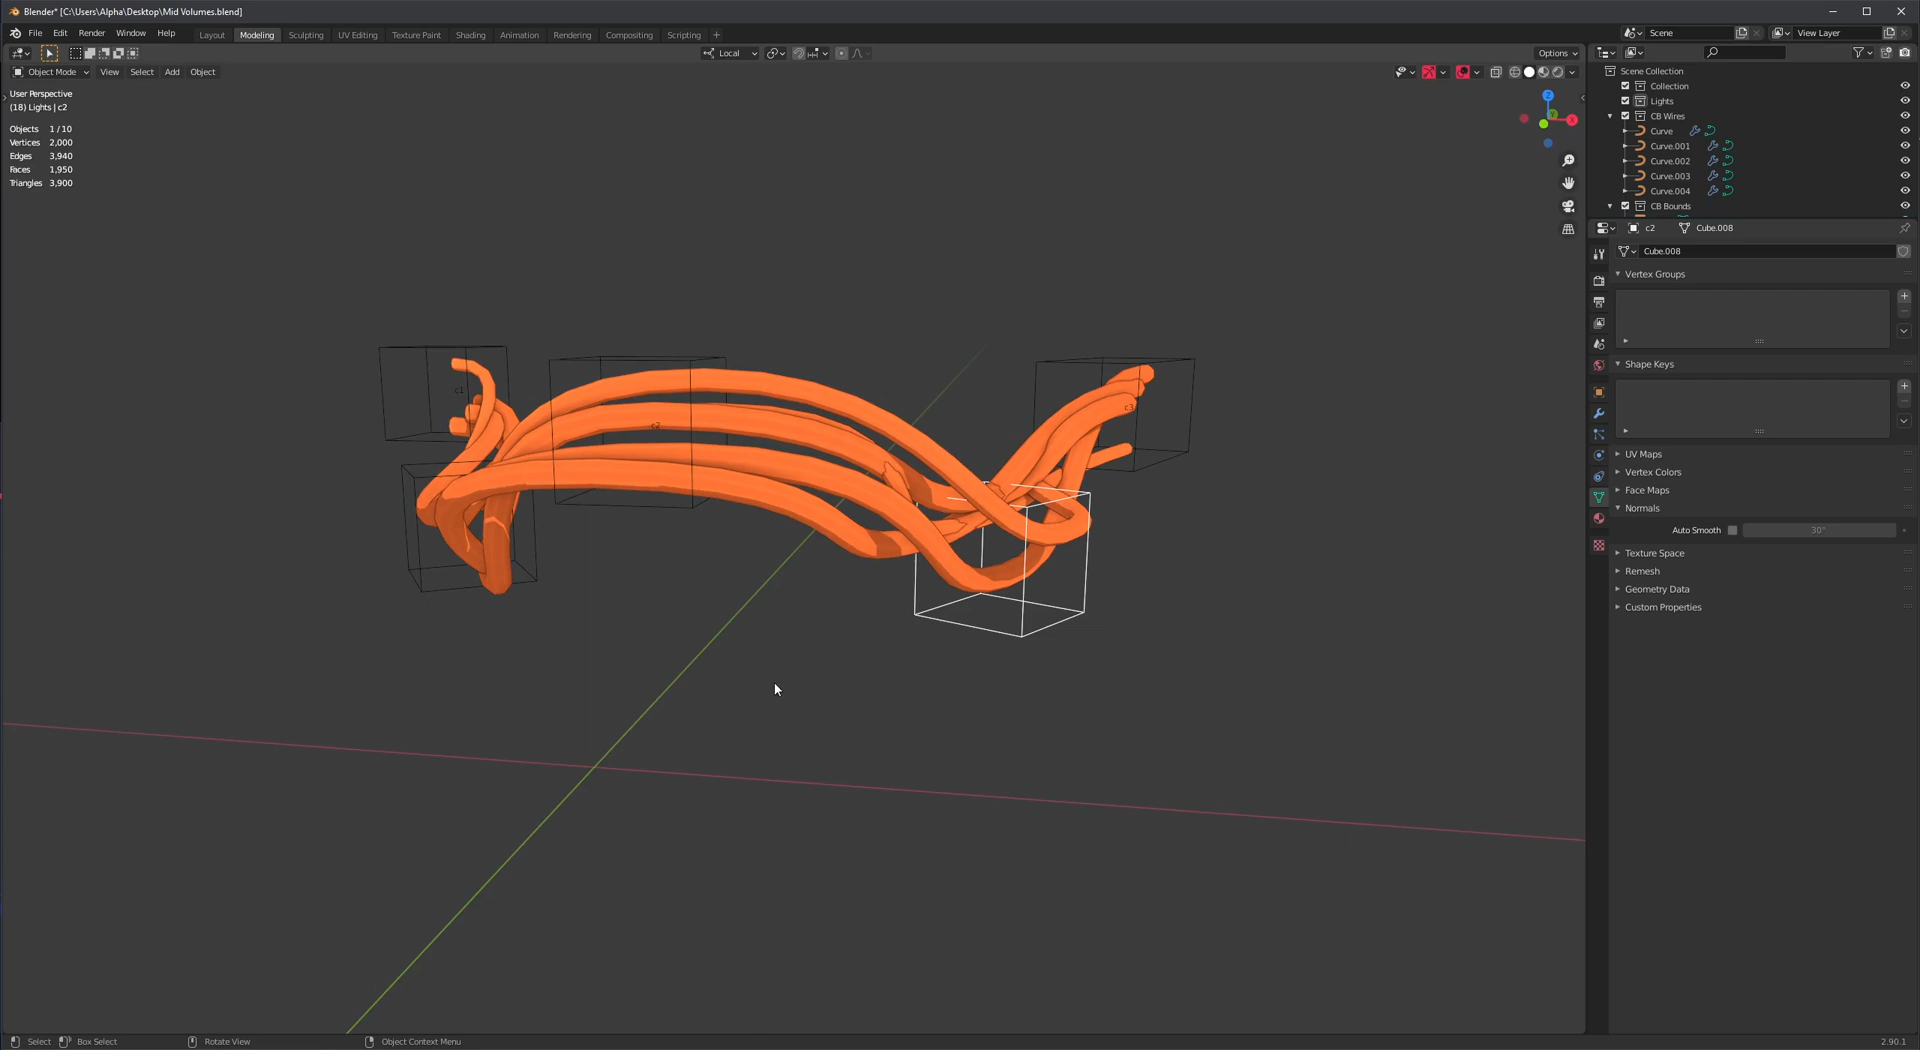 Blender* [C:\Users\Alpha\Desktop\Mid Volumes.blend]
File Edit Render Window Help
Layout Modeling Sculpting UV Editing Texture Paint Shading Animation Rendering Compositing Scripting +
Scene
View Layer
Local
Options
Object Mode View Select Add Object
User Perspective
(18) Lights | c2
Objects 1 / 10
Vertices 2,000
Edges 3,940
Faces 1,950
Triangles 3,900
Z
X
Scene Collection
Collection
Lights
CB Wires
Curve
Curve.001
Curve.002
Curve.003
Curve.004
CB Bounds
c2 Cube.008
Cube.008
Vertex Groups
Shape Keys
UV Maps
Vertex Colors
Face Maps
Normals
Auto Smooth 30°
Texture Space
Remesh
Geometry Data
Custom Properties
c1
c2
c3
Select Box Select Rotate View Object Context Menu 2.90.1